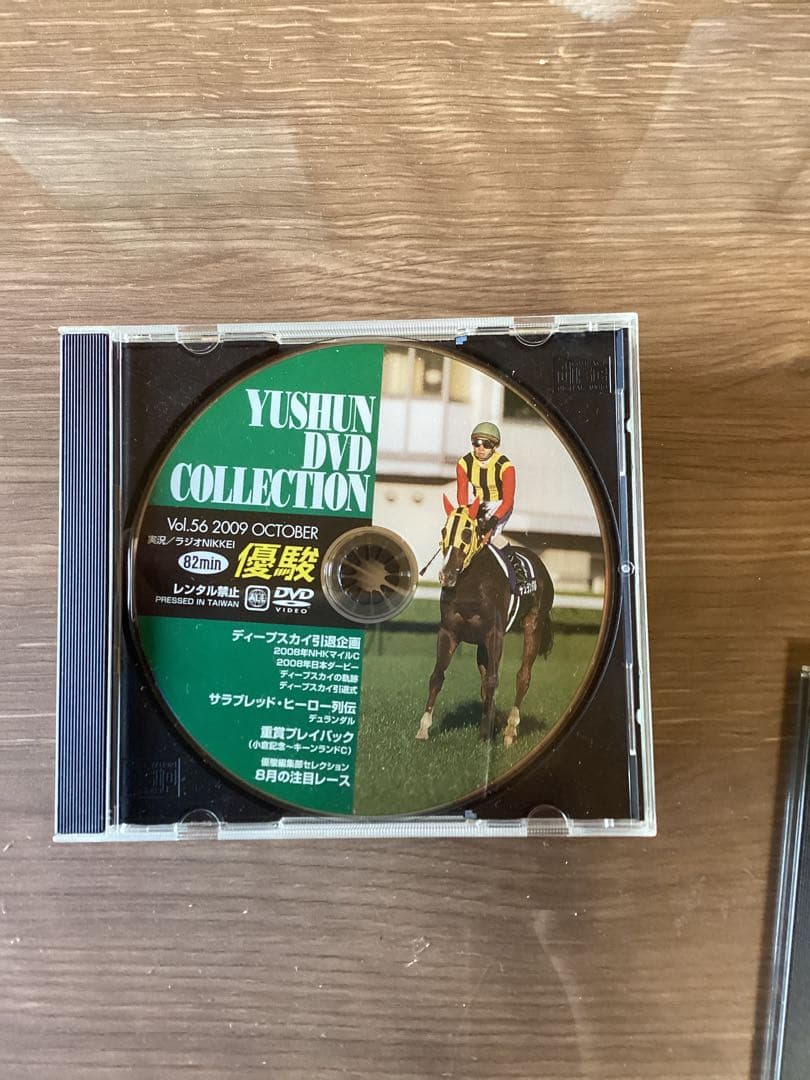 YUSHUN
DVD
COLLECTION
Vol.56 2009 OCTOBER
実況/ラジオNIKKEI
82min
優駿
レンタル禁止
PRESSED IN TAIWAN
ALL
DVD
VIDEO
ディープスカイ引退企画
2008年NHKマイルC
2008年日本ダービー
ディープスカイの軌跡
ディープスカイ引退式
サラブレッド・ヒーロー列伝
デュランダル
重賞プレイバック
(小倉記念〜キーンランドC)
優駿編集部セレクション
8月の注目レース